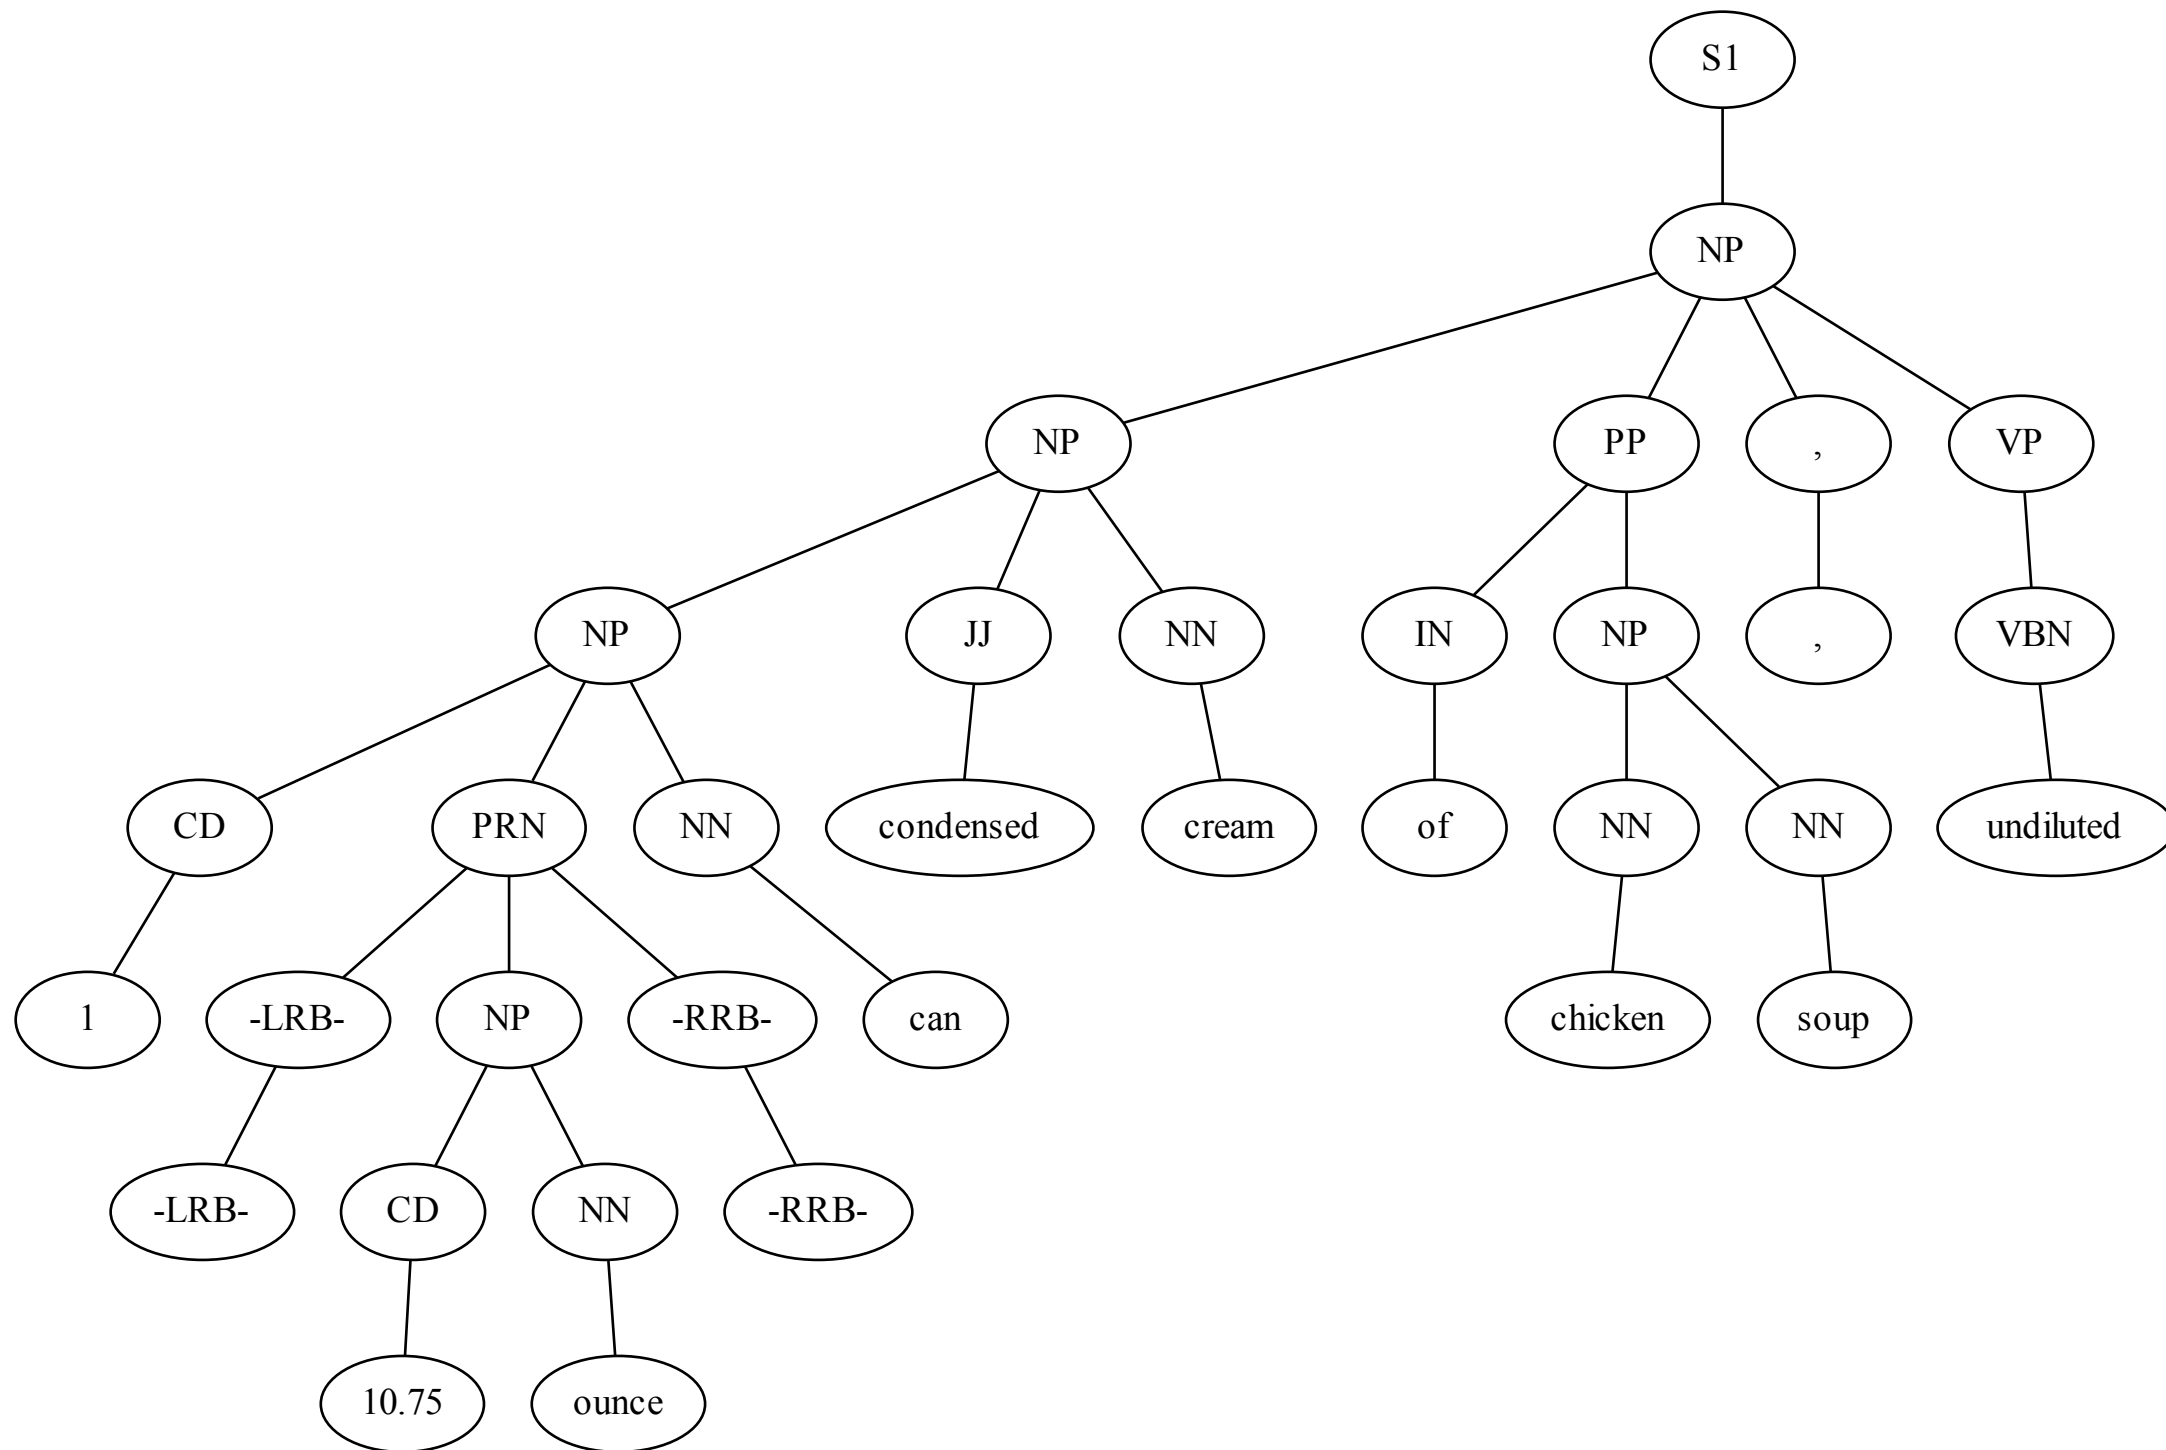 S1
NP
NP PP , VP
NP JJ NN IN NP , VBN
CD PRN NN condensed cream of NN NN undiluted
1 -LRB- NP -RRB- can chicken soup
-LRB- CD NN -RRB-
10.75 ounce